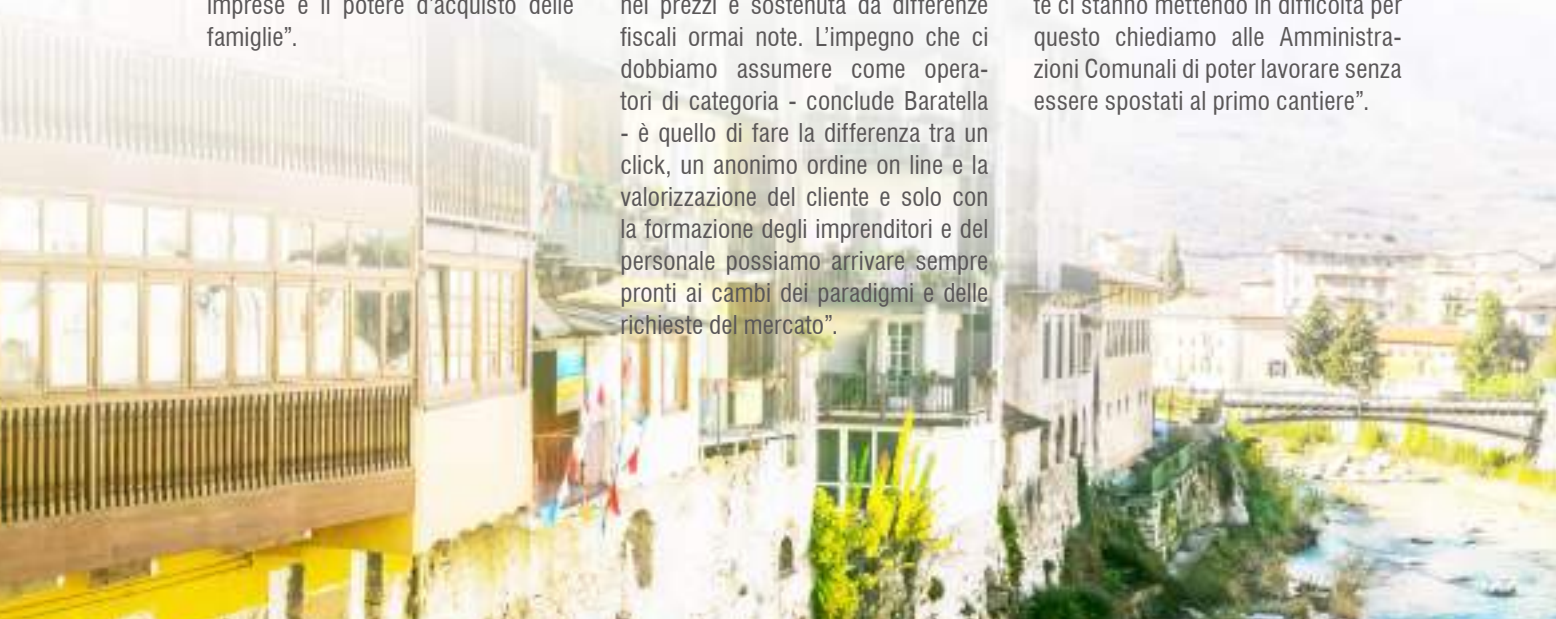 imprese e il potere d'acquisto delle
famiglie”.
nei prezzi è sostenuta da differenze
fiscali ormai note. L’impegno che ci
dobbiamo assumere come opera-
tori di categoria - conclude Baratella
- è quello di fare la differenza tra un
click, un anonimo ordine on line e la
valorizzazione del cliente e solo con
la formazione degli imprenditori e del
personale possiamo arrivare sempre
pronti ai cambi dei paradigmi e delle
richieste del mercato”.
te ci stanno mettendo in difficoltà per
questo chiediamo alle Amministra-
zioni Comunali di poter lavorare senza
essere spostati al primo cantiere”.